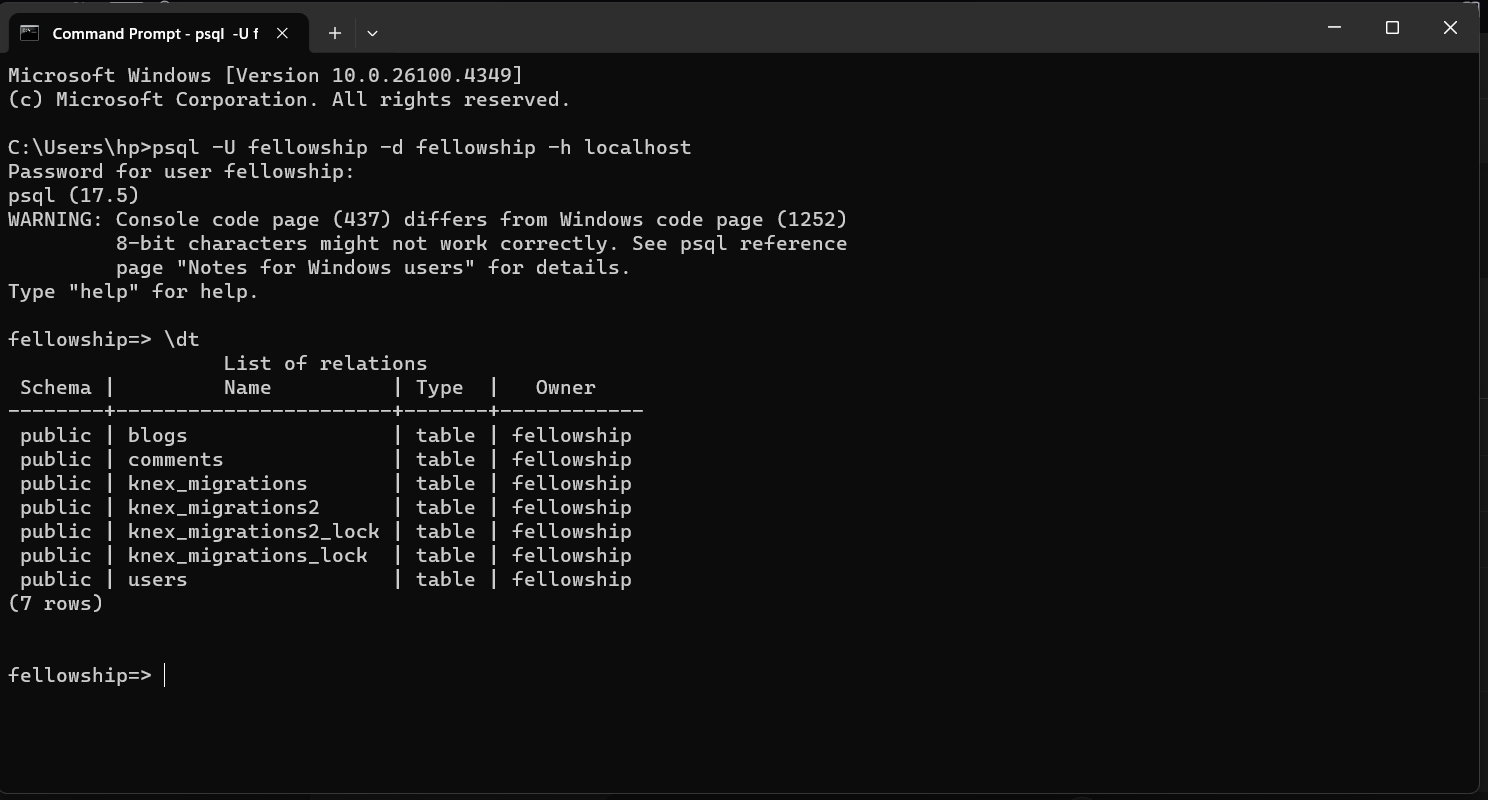 Command Prompt - psql -U f
Microsoft Windows [Version 10.0.26100.4349]
(c) Microsoft Corporation. All rights reserved.
C:\Users\hp>psql -U fellowship -d fellowship -h localhost
Password for user fellowship:
psql (17.5)
WARNING: Console code page (437) differs from Windows code page (1252)
         8-bit characters might not work correctly. See psql reference
         page "Notes for Windows users" for details.
Type "help" for help.
fellowship=> \dt
                  List of relations
 Schema |         Name          | Type  |   Owner
--------+-----------------------+-------+------------
 public | blogs                 | table | fellowship
 public | comments              | table | fellowship
 public | knex_migrations       | table | fellowship
 public | knex_migrations2      | table | fellowship
 public | knex_migrations2_lock | table | fellowship
 public | knex_migrations_lock  | table | fellowship
 public | users                 | table | fellowship
(7 rows)
fellowship=>